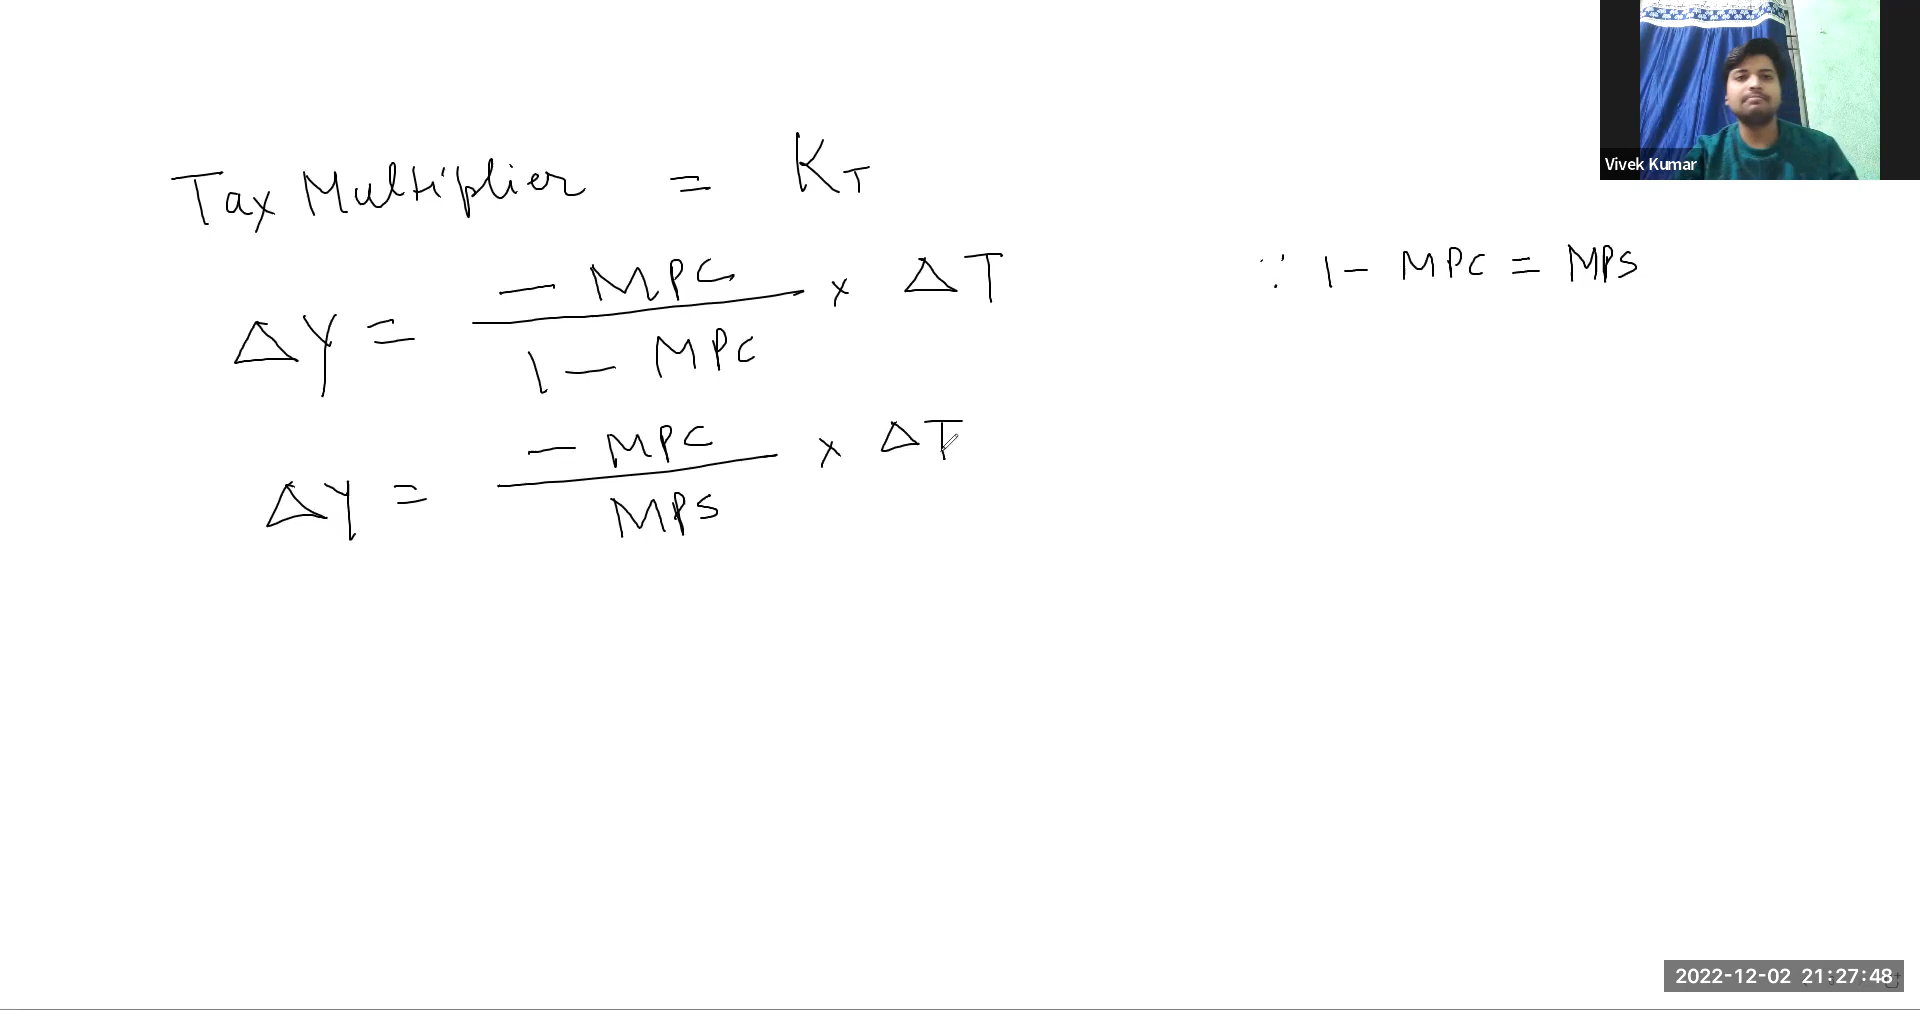 Tax Multiplier = K_T
ΔY = (- MPC)/(1 - MPC) × ΔT
∵ 1 - MPC = MPS
ΔY = (- MPC)/(MPS) × ΔT
Vivek Kumar
2022-12-02 21:27:48